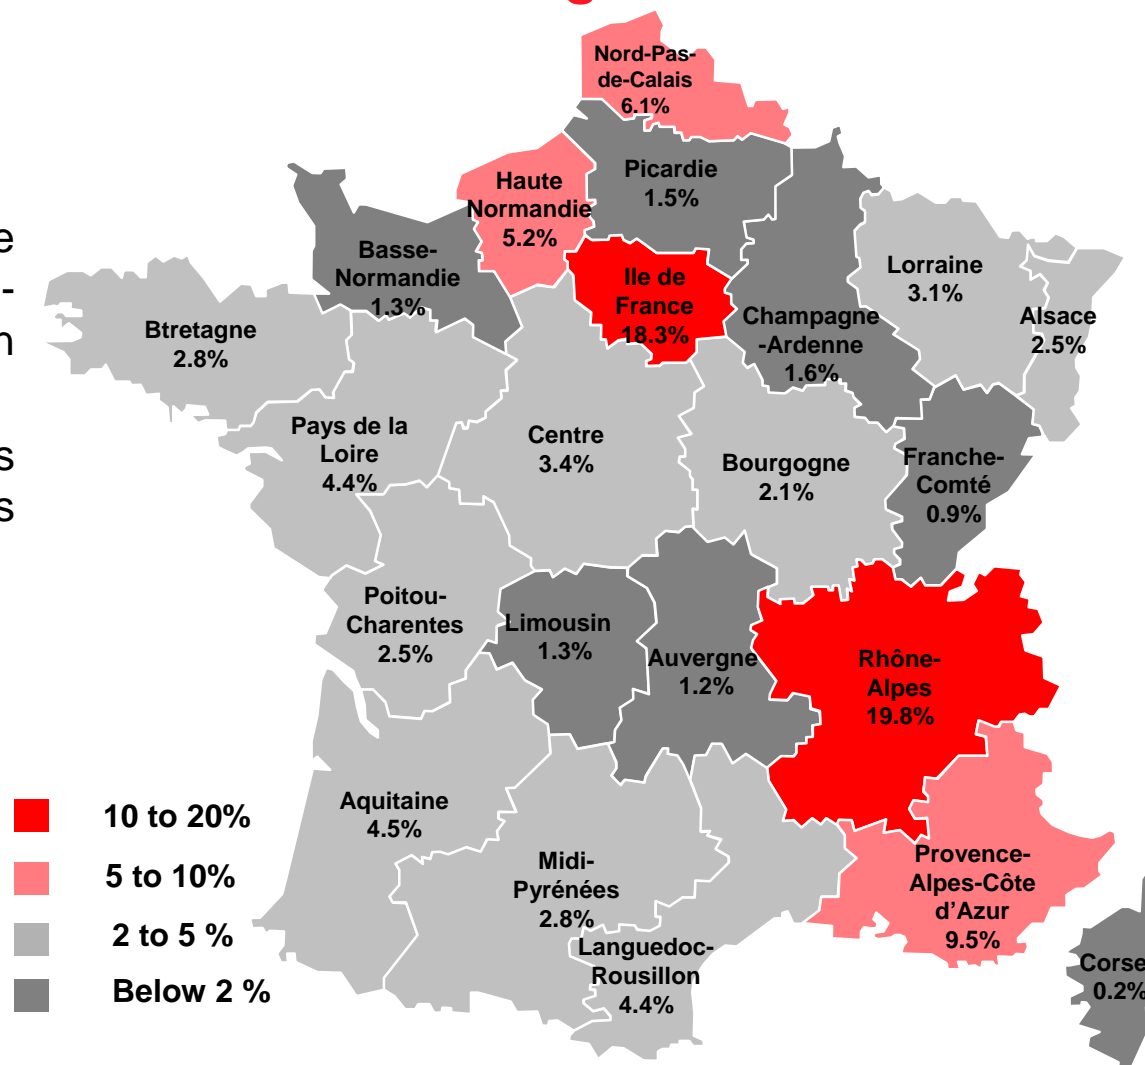 Nord-Pas-
de-Calais
6.1%
Picardie
1.5%
Haute
Normandie
5.2%
Basse-
Normandie
1.3%
Ile de
France
18.3%
Champagne
-Ardenne
1.6%
Lorraine
3.1%
Alsace
2.5%
Btretagne
2.8%
Pays de la
Loire
4.4%
Centre
3.4%
Bourgogne
2.1%
Franche-
Comté
0.9%
Poitou-
Charentes
2.5%
Limousin
1.3%
Auvergne
1.2%
Rhône-
Alpes
19.8%
Aquitaine
4.5%
Midi-
Pyrénées
2.8%
Languedoc-
Rousillon
4.4%
Provence-
Alpes-Côte
d’Azur
9.5%
Corse
0.2%
10 to 20%
5 to 10%
2 to 5 %
Below 2 %